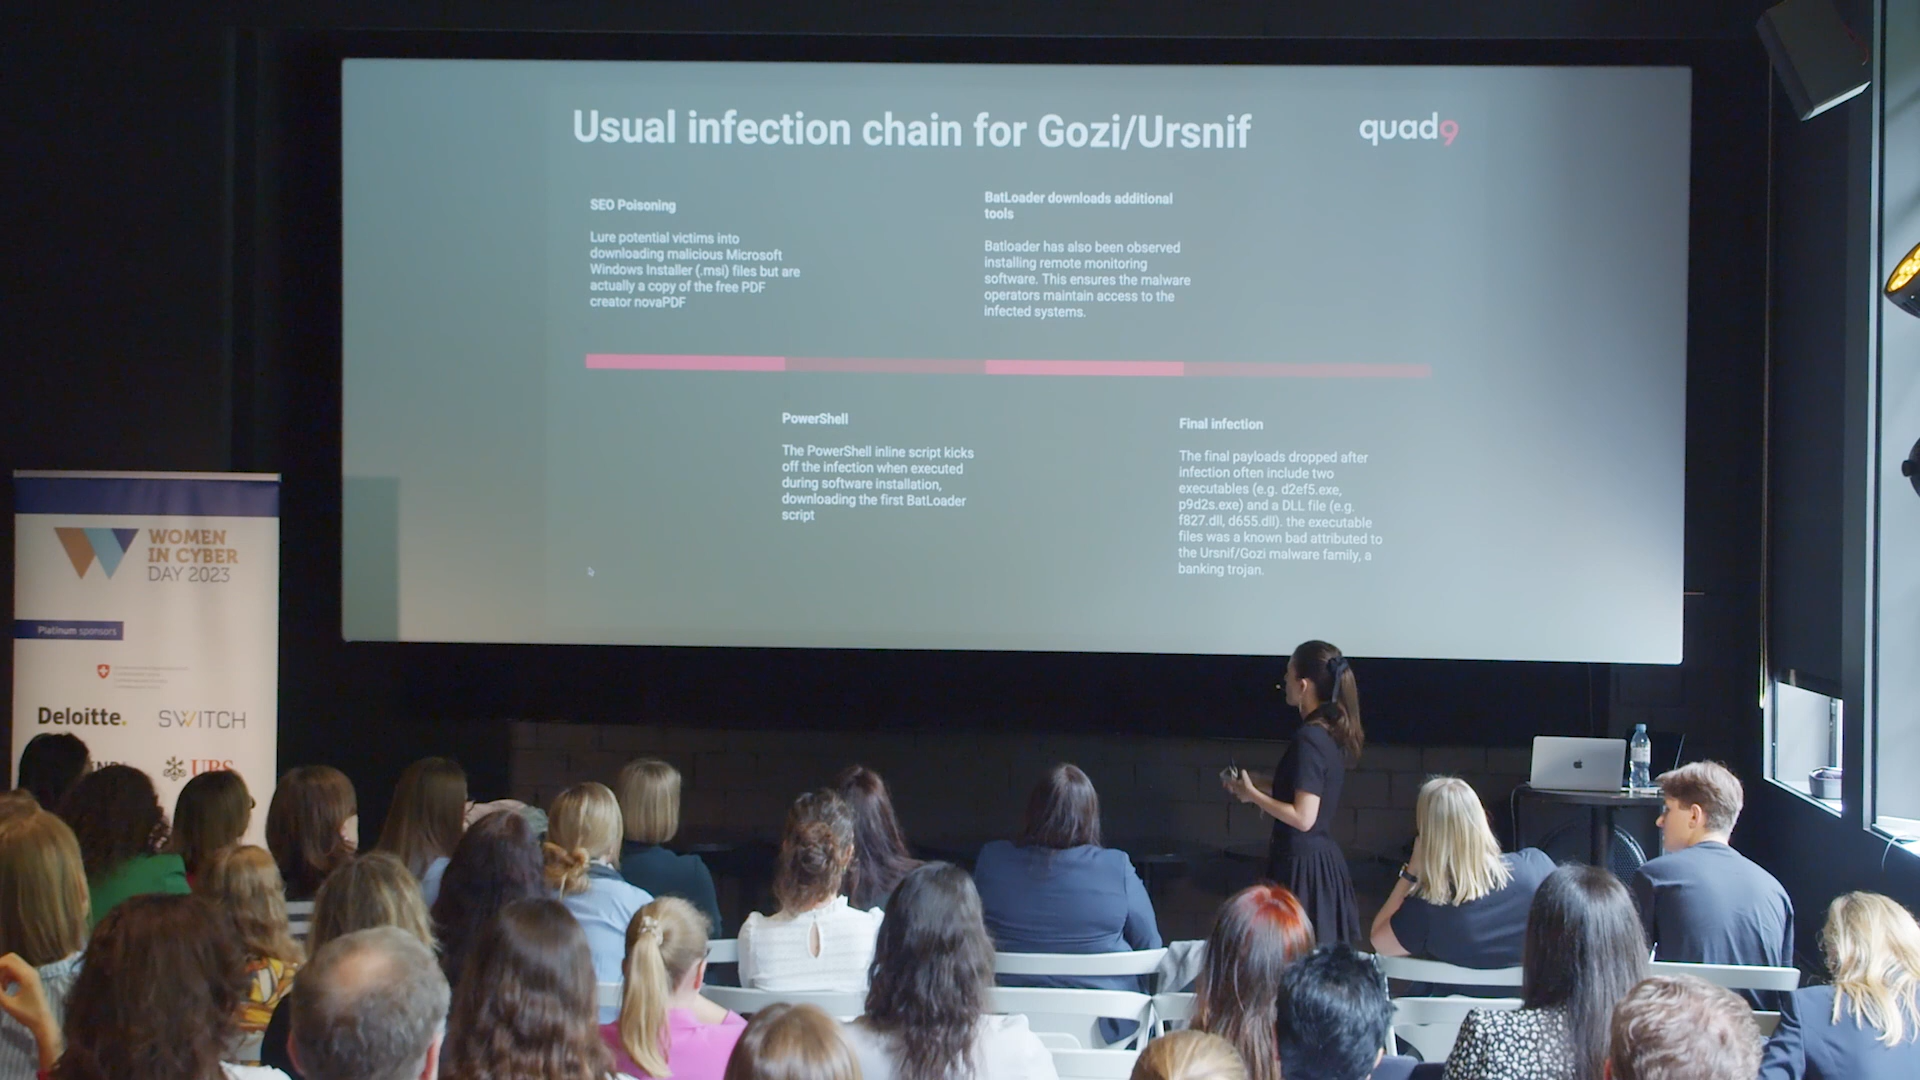 Usual infection chain for Gozi/Ursnif
quad9
SEO Poisoning
Lure potential victims into
downloading malicious Microsoft
Windows Installer (.msi) files but are
actually a copy of the free PDF
creator novaPDF
BatLoader downloads additional
tools
Batloader has also been observed
installing remote monitoring
software. This ensures the malware
operators maintain access to the
infected systems.
PowerShell
The PowerShell inline script kicks
off the infection when executed
during software installation,
downloading the first BatLoader
script
Final infection
The final payloads dropped after
infection often include two
executables (e.g. d2ef5.exe,
p9d2s.exe) and a DLL file (e.g.
f827.dll, d655.dll). the executable
files was a known bad attributed to
the Ursnif/Gozi malware family, a
banking trojan.
WOMEN
IN CYBER
DAY 2023
Platinum sponsors
Deloitte.
SWITCH
UBS